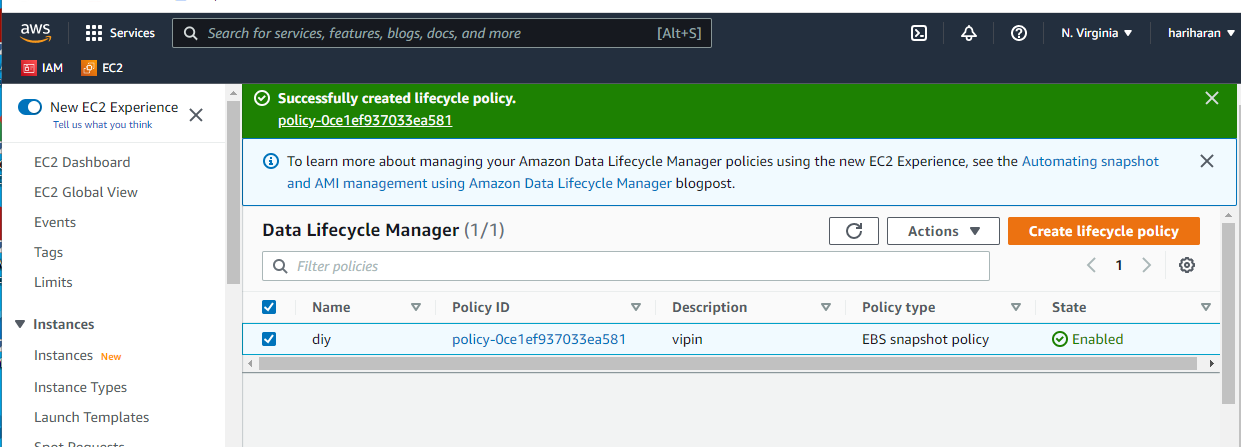 aws
Services
Search for services, features, blogs, docs, and more
[Alt+S]
N. Virginia
hariharan
IAM
EC2
New EC2 Experience
Tell us what you think
EC2 Dashboard
EC2 Global View
Events
Tags
Limits
Instances
Instances New
Instance Types
Launch Templates
Spot Requests
Successfully created lifecycle policy.
policy-0ce1ef937033ea581
To learn more about managing your Amazon Data Lifecycle Manager policies using the new EC2 Experience, see the Automating snapshot
and AMI management using Amazon Data Lifecycle Manager blogpost.
Data Lifecycle Manager (1/1)
Actions
Create lifecycle policy
Filter policies
1
Name Policy ID Description Policy type State
diy policy-0ce1ef937033ea581 vipin EBS snapshot policy Enabled